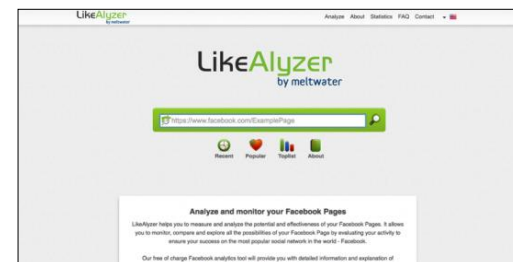 LikeAlyzer
by meltwater
Analyze About Statistics FAQ Contact
LikeAlyzer
by meltwater
https://www.facebook.com/ExamplePage
Recent Popular Toplist About
Analyze and monitor your Facebook Pages
LikeAlyzer helps you to measure and analyze the potential and effectiveness of your Facebook Pages. It allows
you to monitor, compare and explore all the possibilities of your Facebook Page by evaluating your activity to
ensure your success on the most popular social network in the world - Facebook.
Our free of charge Facebook analytics tool will provide you with detailed information and explanation of